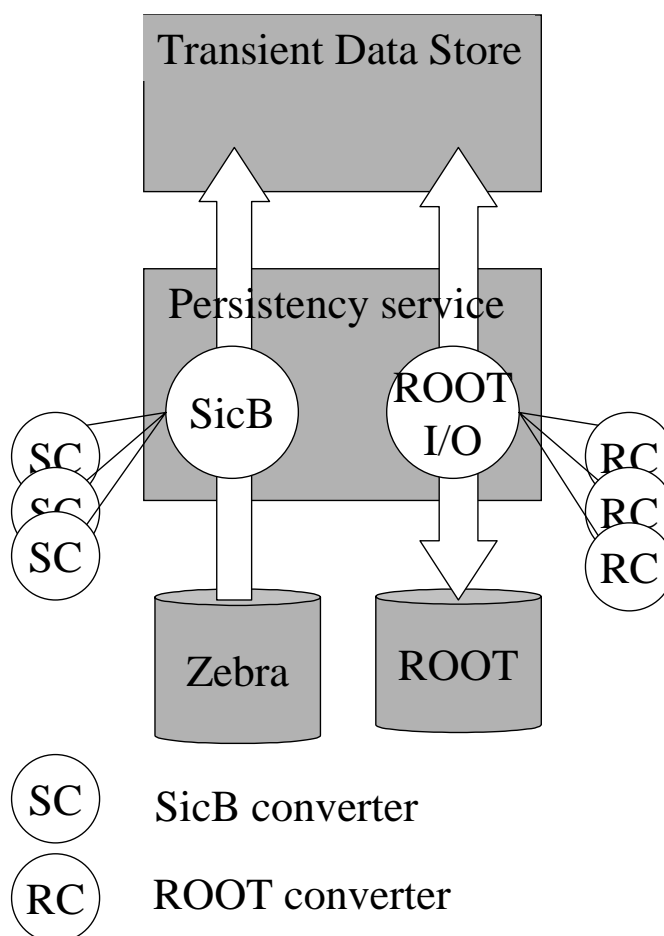 Transient Data Store
Persistency service
SicB
ROOT
I/O
SC
SC
SC
RC
RC
RC
Zebra
ROOT
SC
SicB converter
RC
ROOT converter